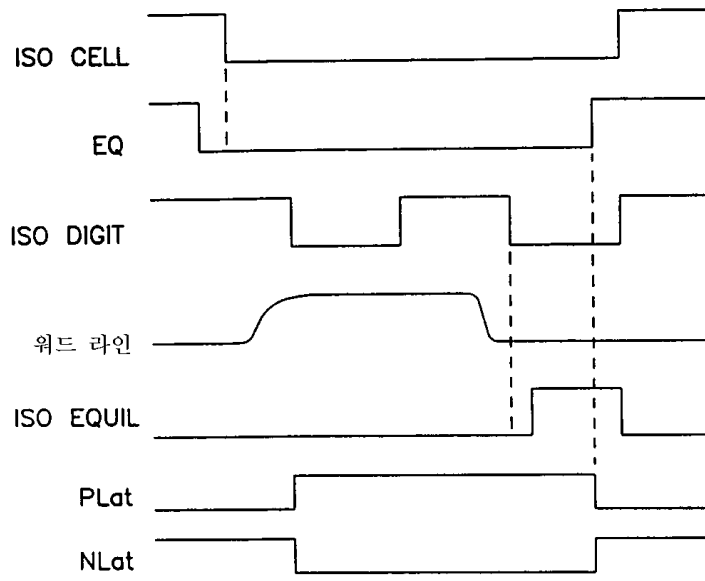 ISO CELL
EQ
ISO DIGIT
워드 라인
ISO EQUIL
PLat
NLat